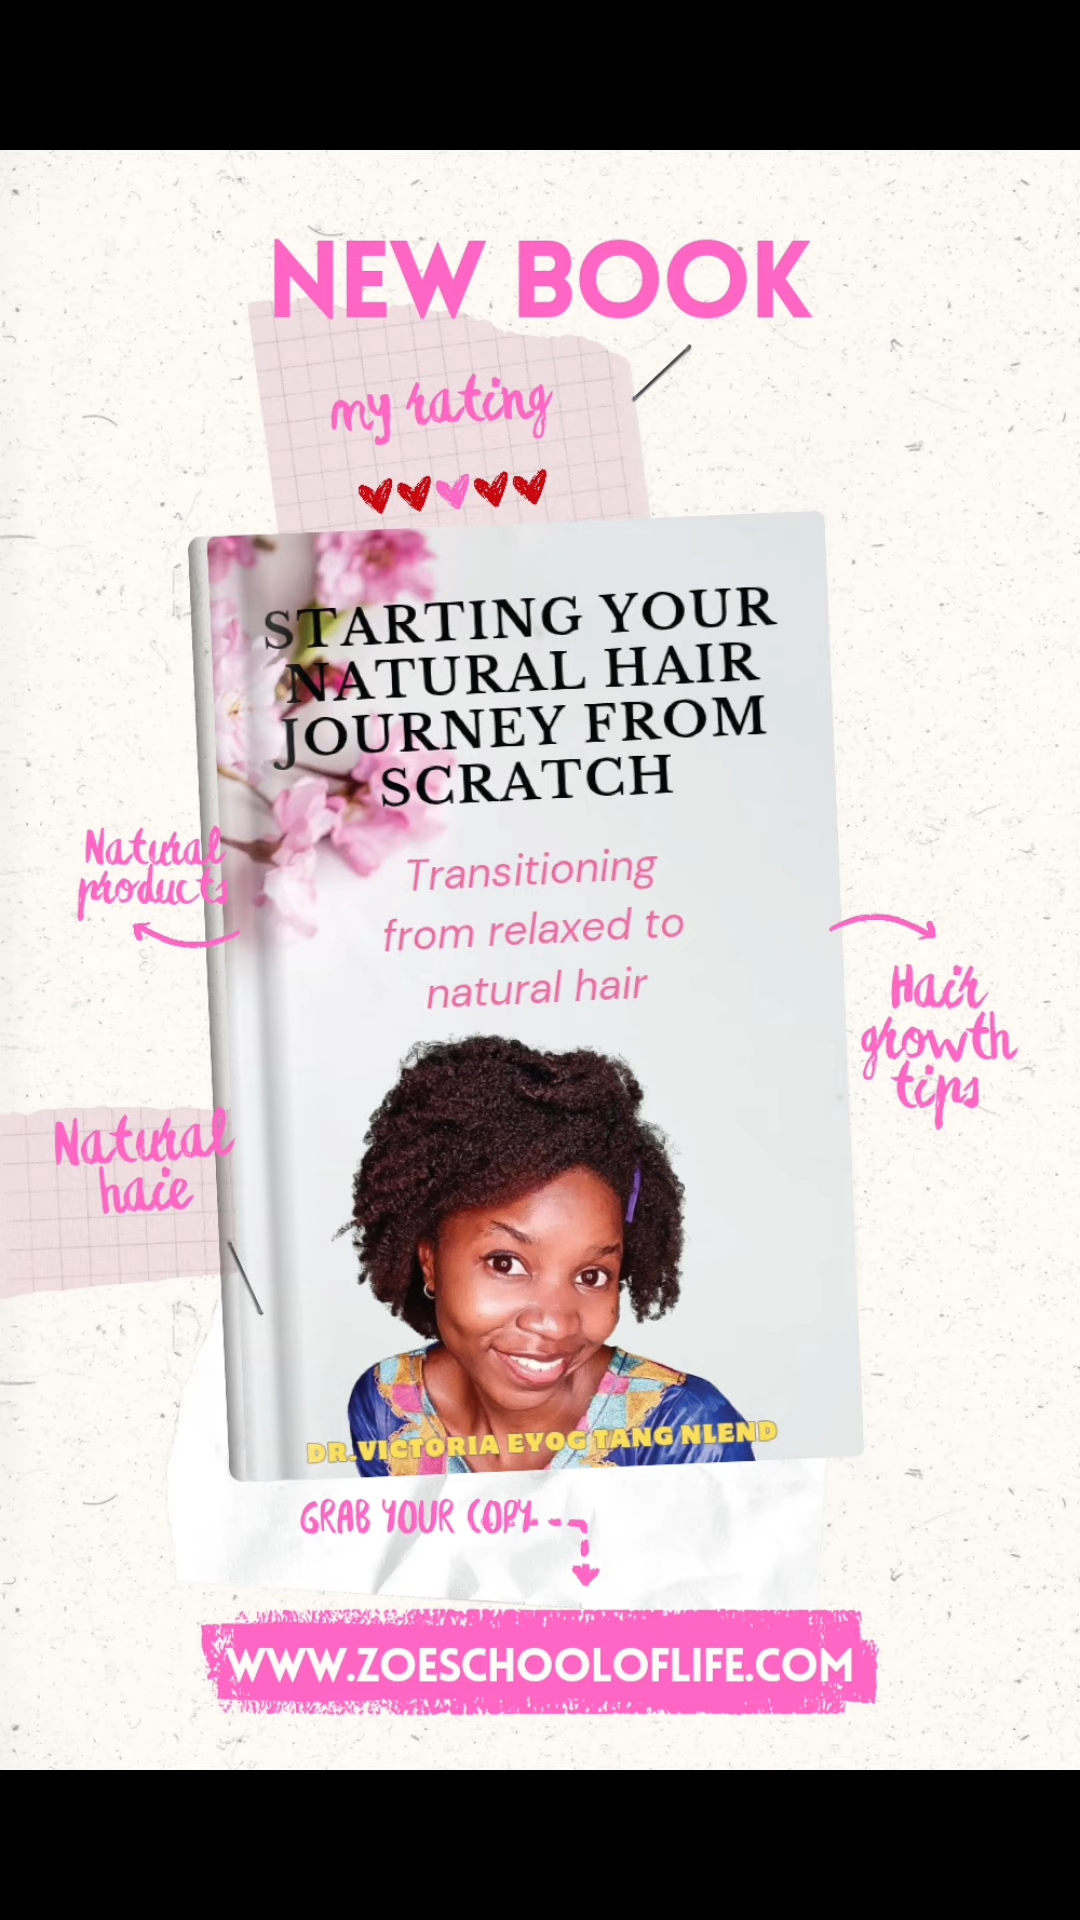 NEW BOOK
my rating
STARTING YOUR
NATURAL HAIR
JOURNEY FROM
SCRATCH
Transitioning
from relaxed to
natural hair
Natural
products
Hair
growth
tips
Natural
haie
DR.VICTORIA EYOG TANG NLEND
GRAB YOUR COPY
WWW.ZOESCHOOLOFLIFE.COM